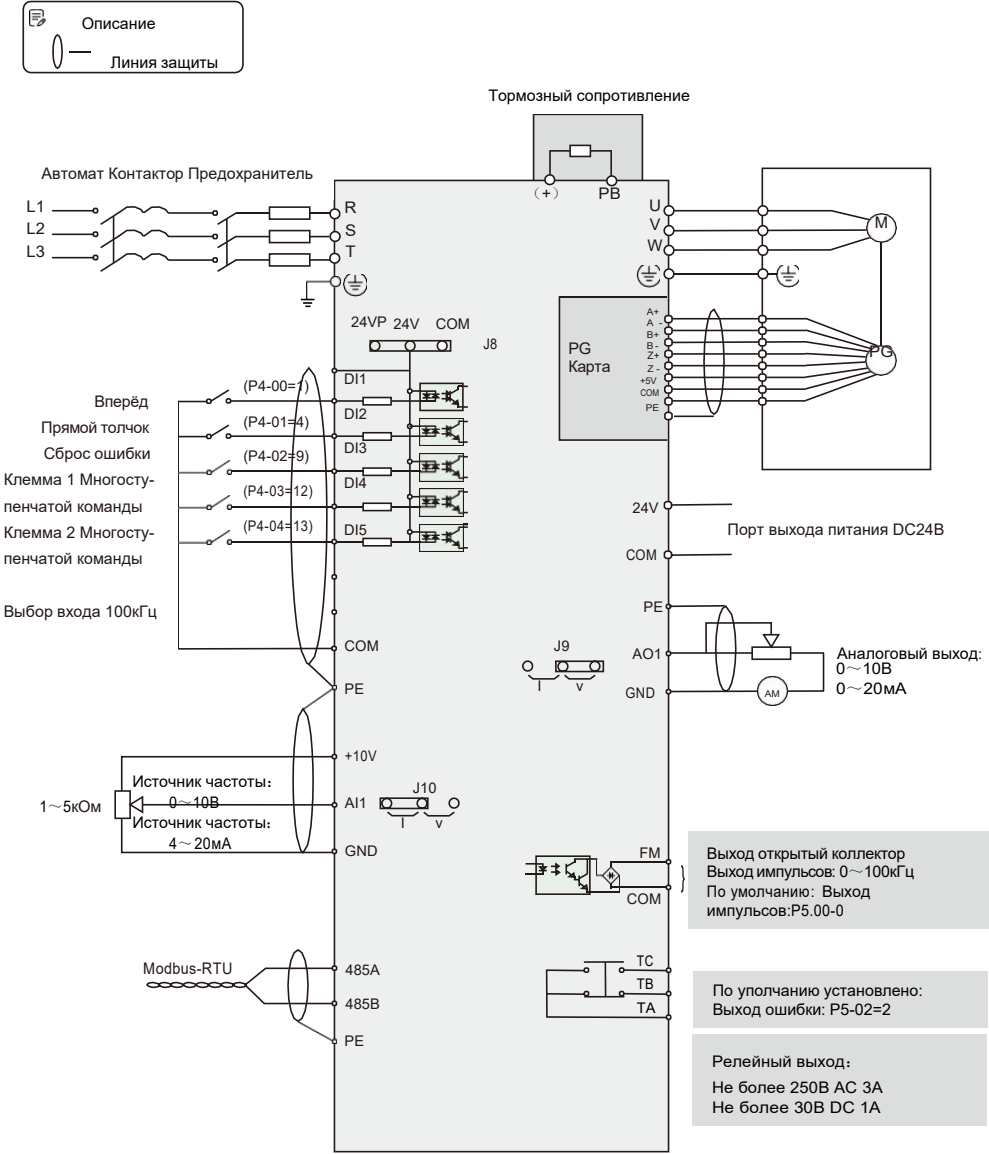 Описание
Линия защиты
Тормозный сопротивление
(+)
PB
Автомат Контактор Предохранитель
L1
L2
L3
R
S
T
U
V
W
M
24VP 24V COM
J8
PG
Карта
A+
A -
B+
B -
Z+
Z -
+5V
COM
PE
PG
DI1
DI2
DI3
DI4
DI5
(P4-00=1)
(P4-01=4)
(P4-02=9)
(P4-03=12)
(P4-04=13)
Вперёд
Прямой толчок
Сброс ошибки
Клемма 1 Многосту-
пенчатой команды
Клемма 2 Многосту-
пенчатой команды
Выбор входа 100кГц
COM
PE
24V
COM
Порт выхода питания DC24В
PE
AO1
GND
J9
I V
AM
Аналоговый выход:
0～10В
0～20мА
+10V
AI1
GND
J10
I V
1～5кОм
Источник частоты:
0～10В
Источник частоты:
4～20мА
FM
COM
Выход открытый коллектор
Выход импульсов: 0～100кГц
По умолчанию: Выход
импульсов:P5.00-0
Modbus-RTU
485A
485B
PE
TC
TB
TA
По уполчанию установлено:
Выход ошибки: P5-02=2
Релейный выход:
Не более 250В AC 3А
Не более 30В DC 1А